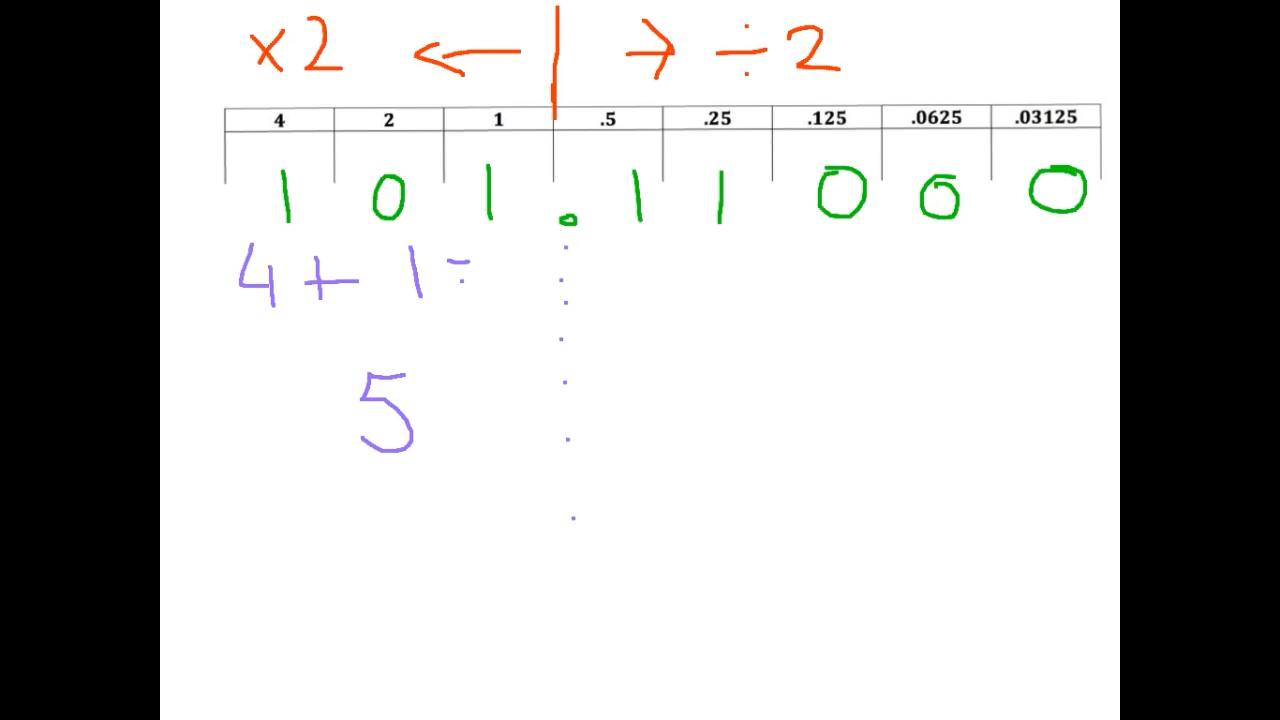 ×2 ← | → ÷2
4 2 1 .5 .25 .125 .0625 .03125
1 0 1 . 1 1 0 0 0
4 + 1 =
5